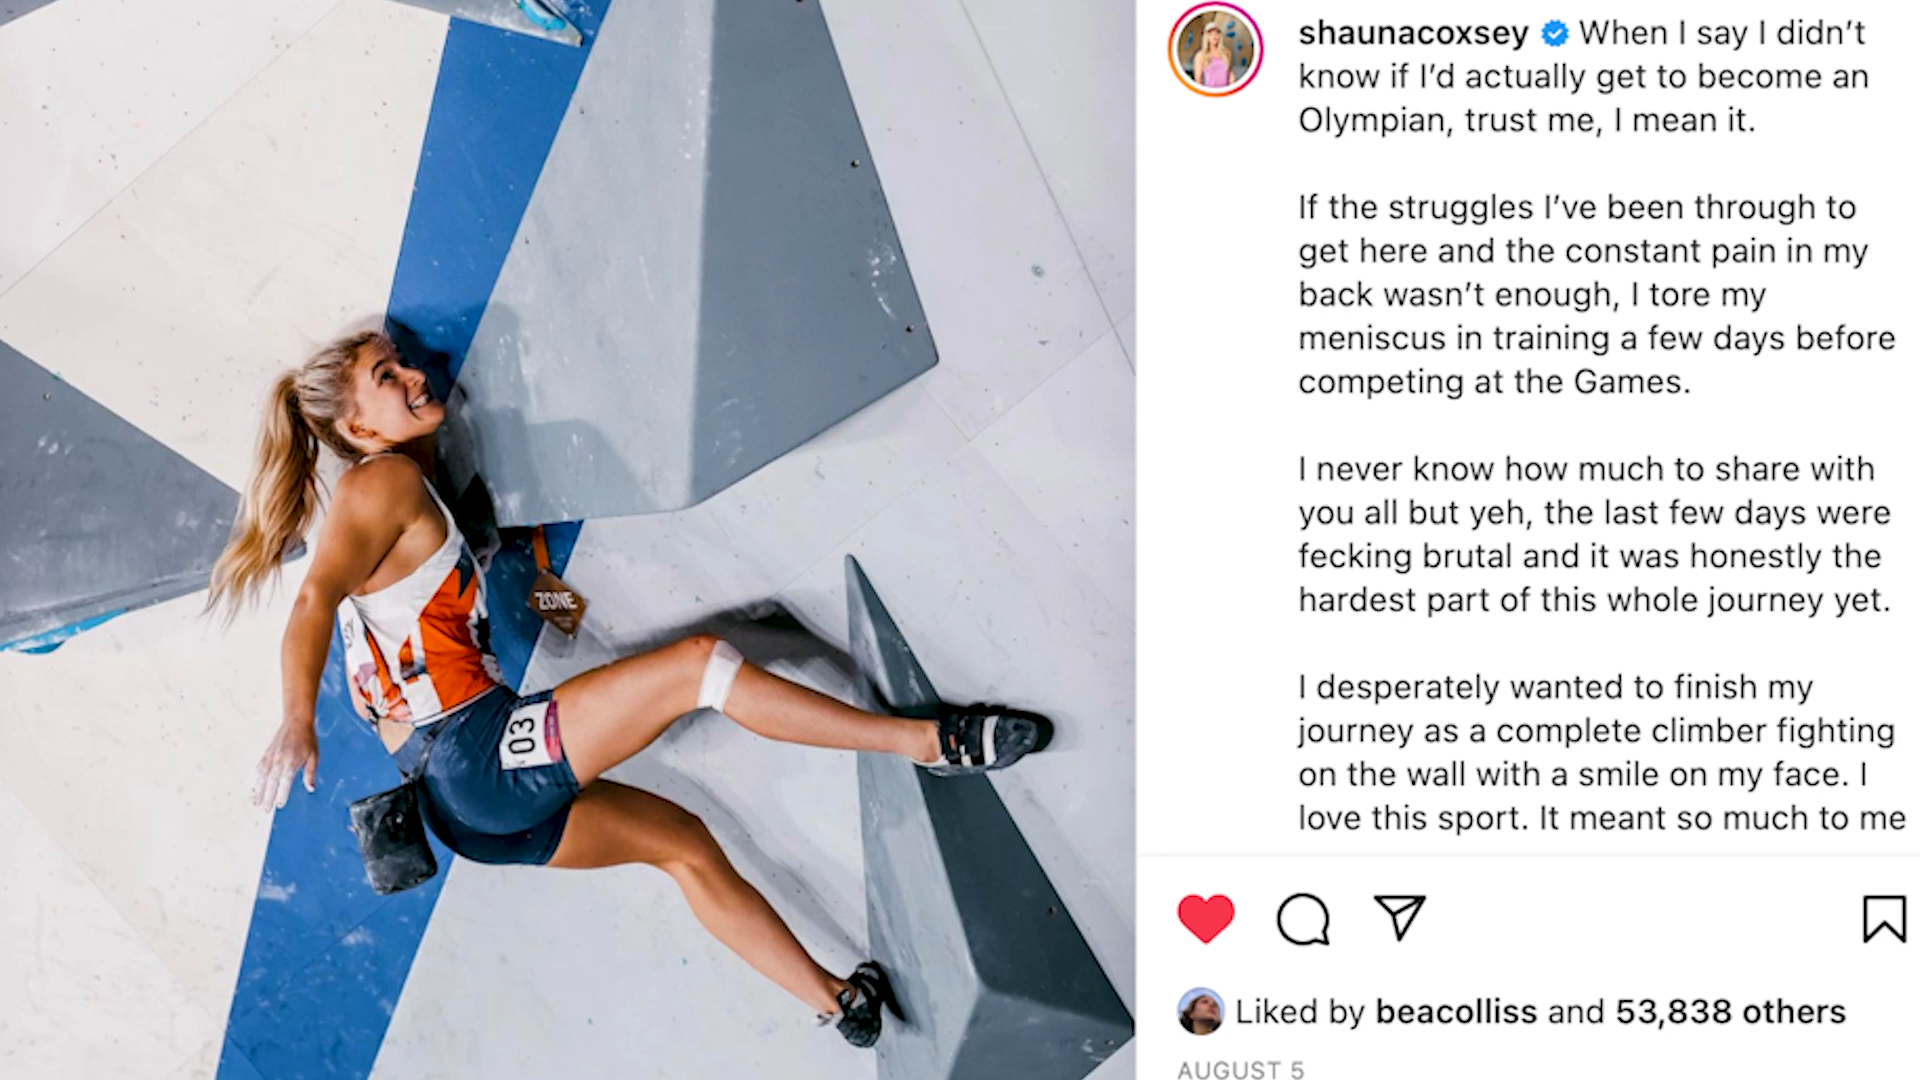 shaunacoxsey When I say I didn’t
know if I’d actually get to become an
Olympian, trust me, I mean it.
If the struggles I’ve been through to
get here and the constant pain in my
back wasn’t enough, I tore my
meniscus in training a few days before
competing at the Games.
I never know how much to share with
you all but yeh, the last few days were
fecking brutal and it was honestly the
hardest part of this whole journey yet.
I desperately wanted to finish my
journey as a complete climber fighting
on the wall with a smile on my face. I
love this sport. It meant so much to me
Liked by beacolliss and 53,838 others
AUGUST 5
ZONE
03